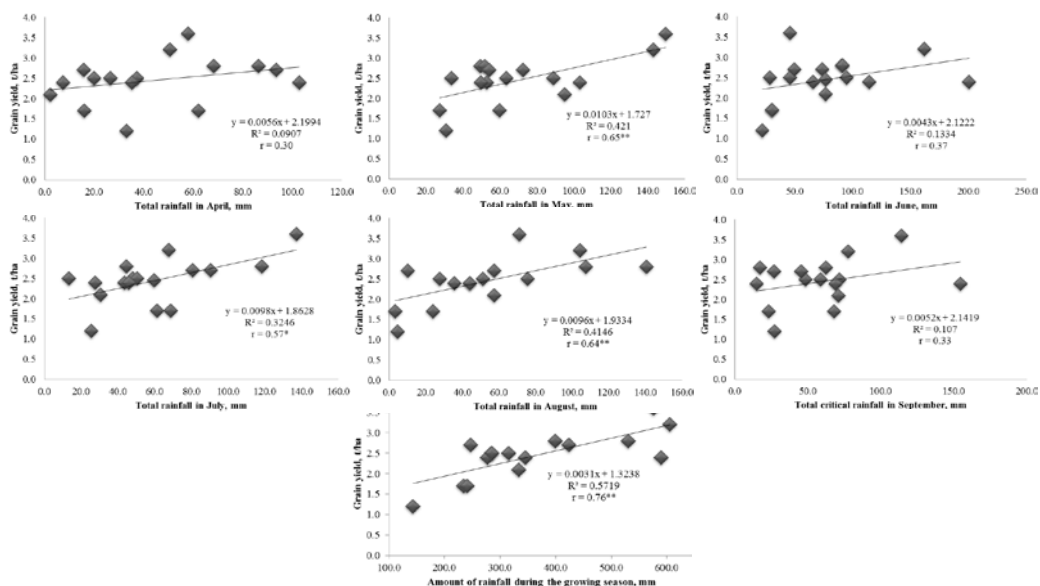 4.0
3.5
3.0
2.5
2.0
1.5
1.0
0.5
0.0
Grain yield, t/ha
y = 0.0056x + 2.1994
R² = 0.0907
r = 0.30
0.0 20.0 40.0 60.0 80.0 100.0 120.0
Total rainfall in April, mm
4.0
3.5
3.0
2.5
2.0
1.5
1.0
0.5
0.0
Grain yield, t/ha
y = 0.0103x + 1.727
R² = 0.421
r = 0.65**
0.0 20.0 40.0 60.0 80.0 100.0 120.0 140.0 160.0
Total rainfall in May, mm
4.0
3.5
3.0
2.5
2.0
1.5
1.0
0.5
0.0
Grain yield, t/ha
y = 0.0043x + 2.1222
R² = 0.1334
r = 0.37
0.0 50.0 100.0 150.0 200.0 250.0
Total rainfall in June, mm
4.0
3.5
3.0
2.5
2.0
1.5
1.0
0.5
0.0
Grain yield, t/ha
y = 0.0098x + 1.8628
R² = 0.3246
r = 0.57*
0.0 20.0 40.0 60.0 80.0 100.0 120.0 140.0 160.0
Total rainfall in July, mm
4.0
3.5
3.0
2.5
2.0
1.5
1.0
0.5
0.0
Grain yield, t/ha
y = 0.0096x + 1.9334
R² = 0.4146
r = 0.64**
0.0 20.0 40.0 60.0 80.0 100.0 120.0 140.0 160.0
Total rainfall in August, mm
4.0
3.5
3.0
2.5
2.0
1.5
1.0
0.5
0.0
Grain yield, t/ha
y = 0.0052x + 2.1419
R² = 0.107
r = 0.33
0.0 50.0 100.0 150.0 200.0
Total critical rainfall in September, mm
3.5
3.0
2.5
2.0
1.5
1.0
0.5
0.0
Grain yield, t/ha
y = 0.0031x + 1.3238
R² = 0.5719
r = 0.76**
100.0 200.0 300.0 400.0 500.0 600.0
Amount of rainfall during the growing season, mm